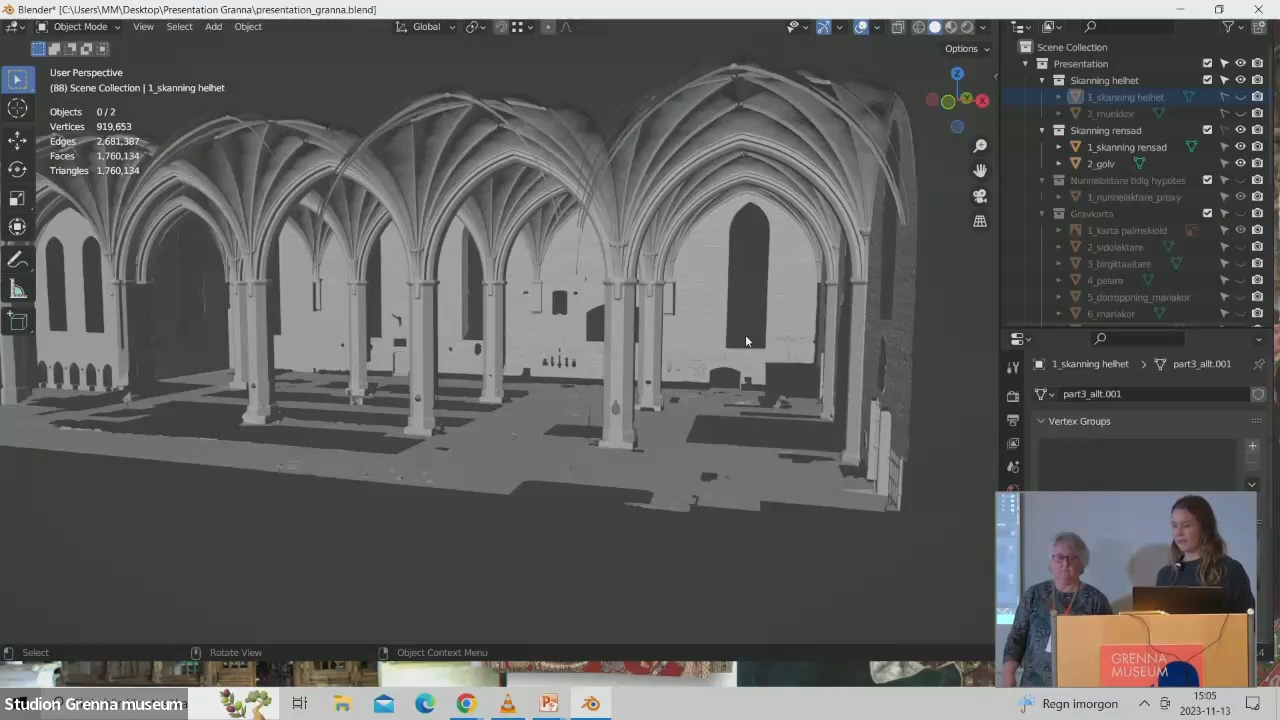 Blender* [C:\Users\MM\Desktop\Presentation Granna\presentation_granna.blend]
Object Mode View Select Add Object Global
Options
User Perspective
(88) Scene Collection | 1_skanning helhet
Objects 0 / 2
Vertices 919,653
Edges 2,681,387
Faces 1,760,134
Triangles 1,760,134
Z
Y
X
Scene Collection
Presentation
Skanning helhet
1_skanning helhet
2_munkkor
Skanning rensad
1_skanning rensad
2_golv
Nunnelaktare tidig hypotes
1_nunnelaktare_proxy
Gravkarta
1_karta palmskiold
2_sidolaktare
3_birgittaaltare
4_pelare
5_dorroppning_mariakor
6_mariakor
1_skanning helhet part3_allt.001
part3_allt.001
Vertex Groups
GRENNA
MUSEUM
Select Rotate View Object Context Menu
Studion Grenna museum
Regn imorgon
15:05
2023-11-13